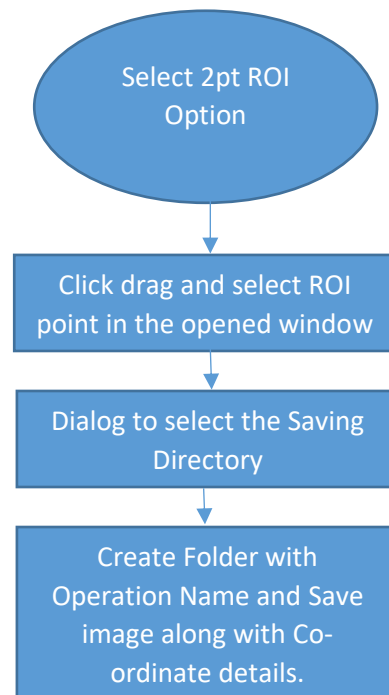 Select 2pt ROI
Option
Click drag and select ROI
point in the opened window
Dialog to select the Saving
Directory
Create Folder with
Operation Name and Save
image along with Co-
ordinate details.